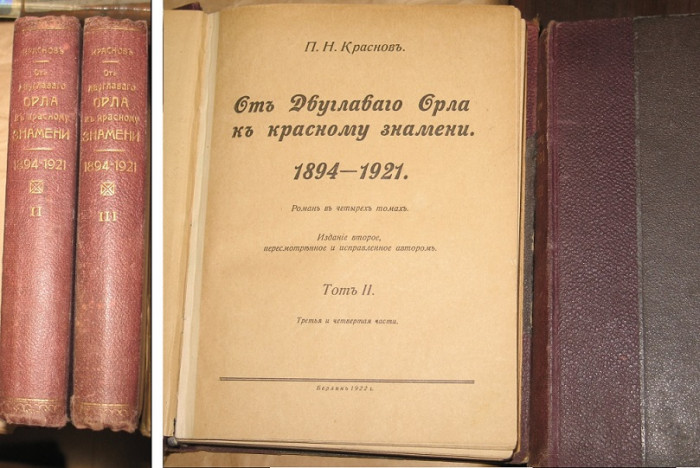 КРАСНОВЪ
ОТЪ
ДВУГЛАВАГО
ОРЛА
КЪ КРАСНОМУ
ЗНАМЕНИ
1894-1921
II
КРАСНОВЪ
ОТЪ
ДВУГЛАВАГО
ОРЛА
КЪ КРАСНОМУ
ЗНАМЕНИ
1894-1921
III
П. Н. Красновъ.
Отъ Двуглаваго Орла
къ красному знамени.
1894—1921.
Романъ въ четырехъ томахъ.
Изданіе второе,
пересмотрѣнное и исправленное авторомъ.
Томъ II.
Третья и четвертая части.
Берлинъ 1922 г.